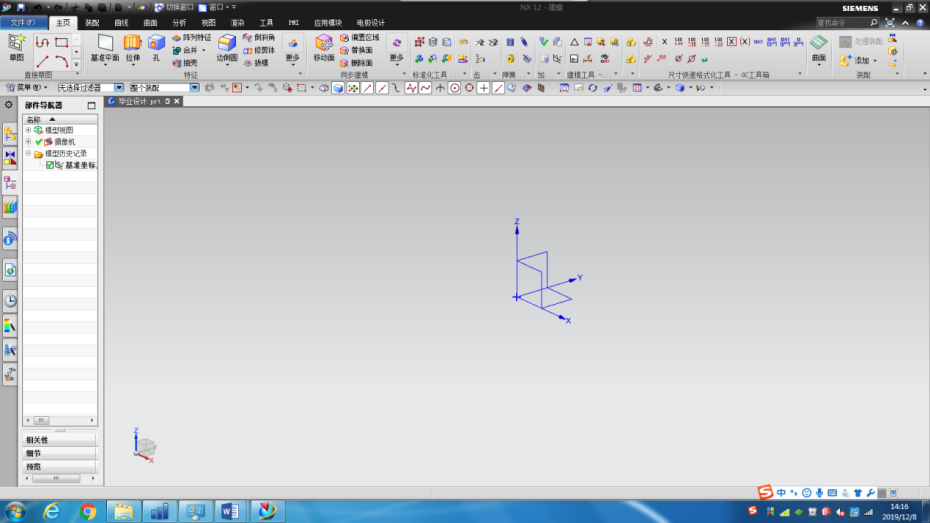 切换窗口 窗口
NX 12 - 建模
SIEMENS
文件(F) 主页 装配 曲线 曲面 分析 视图 渲染 工具 PMI 应用模块 电极设计
查找命令
草图 基准平面 拉伸 孔 阵列特征 合并 抽壳 边倒圆 倒斜角 修剪体 拔模 更多
移动面 偏置区域 替换面 删除面 更多
曲面 处理装配 添加
直接草图 特征 同步建模 标准化工具... 齿... 弹簧... 加... 建模工具 -... 尺寸快速格式化工具 - GC工具箱 装配
菜单(M) 无选择过滤器 整个装配
部件导航器
毕业设计.prt
名称
模型视图
摄像机
模型历史记录
基准坐标
Z
Y
X
Z
Y
X
相关性
细节
预览
中
14:16
2019/12/8